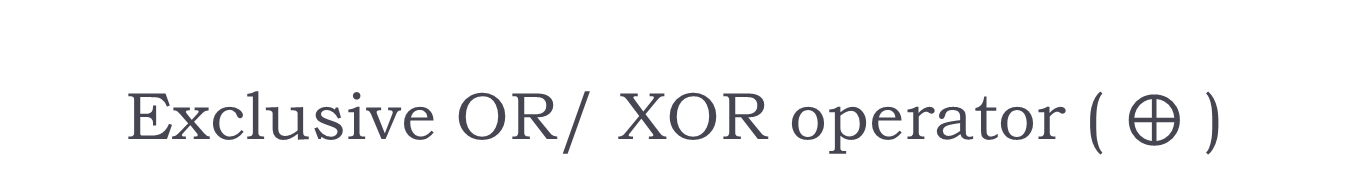 Exclusive OR/ XOR operator ( ⊕ )